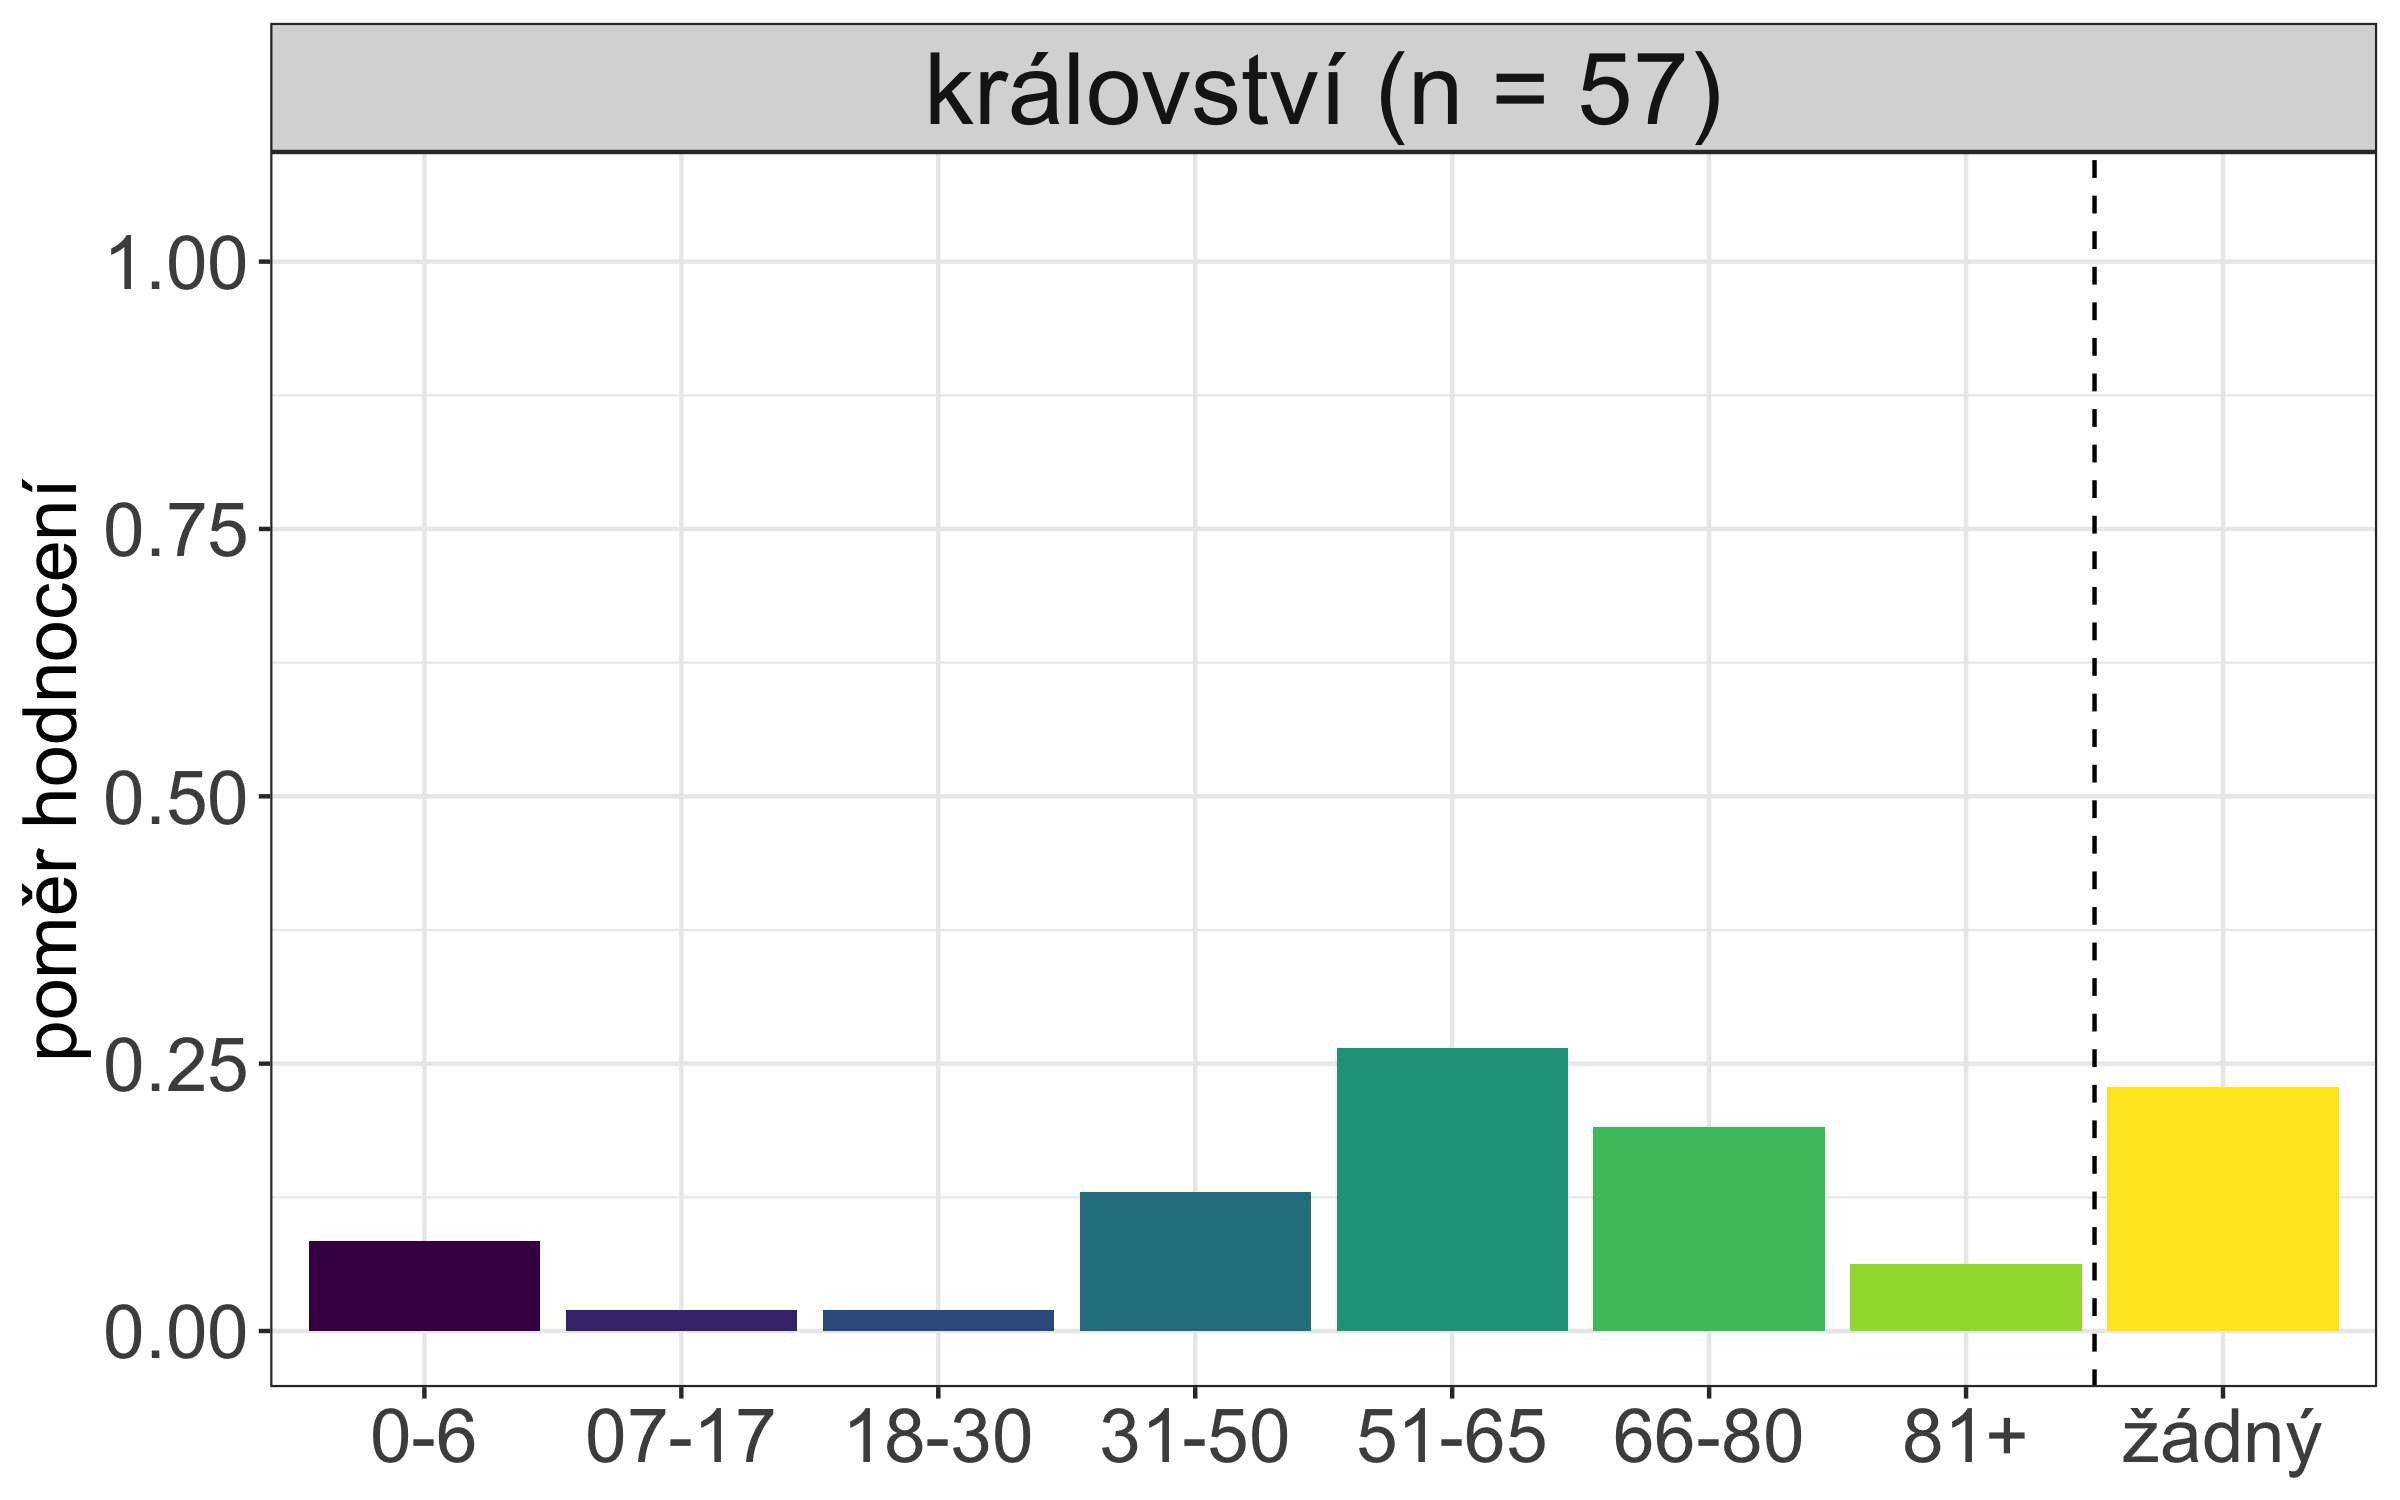 království (n = 57)
poměr hodnocení
1.00
0.75
0.50
0.25
0.00
0-6 07-17 18-30 31-50 51-65 66-80 81+ žádný